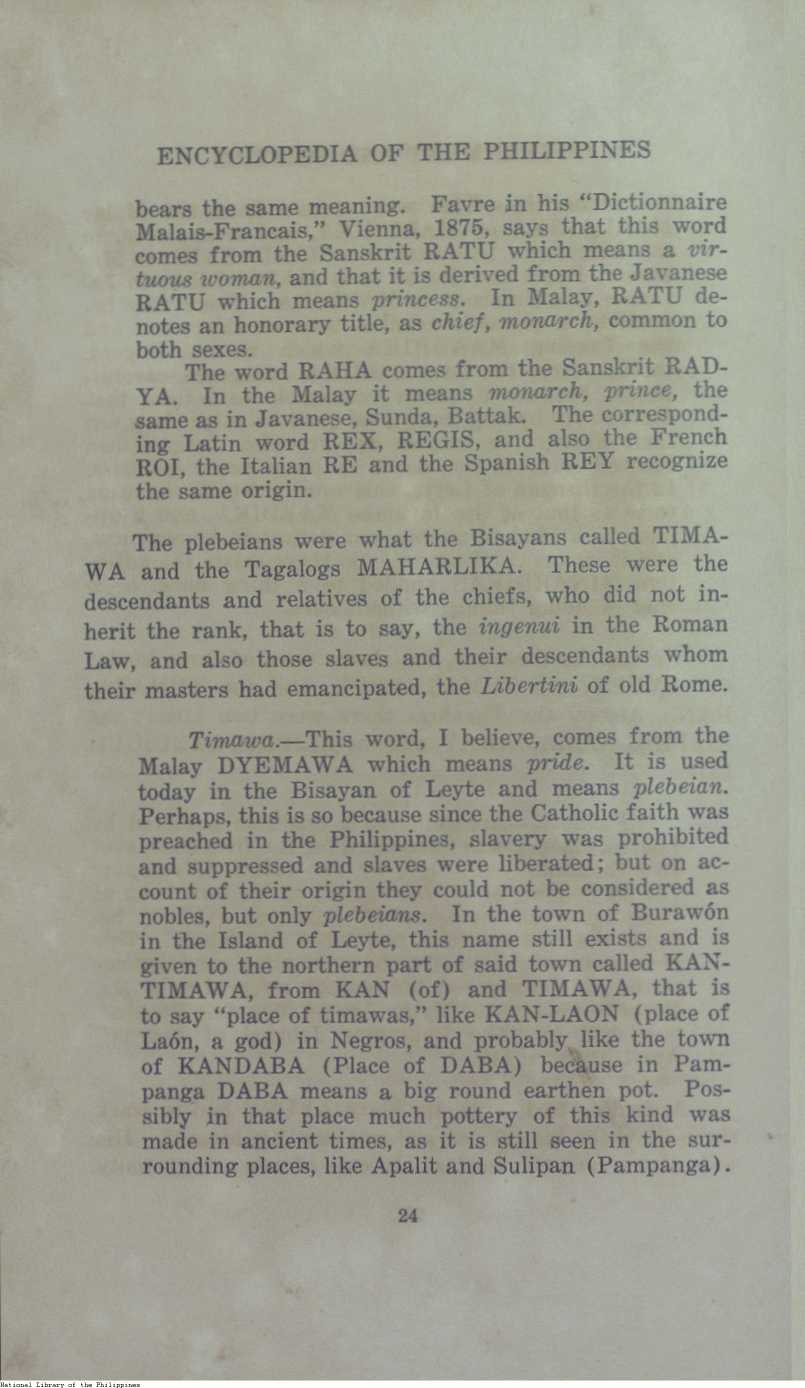 ENCYCLOPEDIA OF THE PHILIPPINES
bears the same meaning. Favre in his "Dictionnaire
Malais-Francais," Vienna, 1875, says that this word
comes from the Sanskrit RATU which means a vir-
tuous woman, and that it is derived from the Javanese
RATU which means princess. In Malay, RATU de-
notes an honorary title, as chief, monarch, common to
both sexes.
The word RAHA comes from the Sanskrit RAD-
YA. In the Malay it means monarch, prince, the
same as in Javanese, Sunda, Battak. The correspond-
ing Latin word REX, REGIS, and also the French
ROI, the Italian RE and the Spanish REY recognize
the same origin.
The plebeians were what the Bisayans called TIMA-
WA and the Tagalogs MAHARLIKA. These were the
descendants and relatives of the chiefs, who did not in-
herit the rank, that is to say, the ingenui in the Roman
Law, and also those slaves and their descendants whom
their masters had emancipated, the Libertini of old Rome.
Timawa.—This word, I believe, comes from the
Malay DYEMAWA which means pride. It is used
today in the Bisayan of Leyte and means plebeian.
Perhaps, this is so because since the Catholic faith was
preached in the Philippines, slavery was prohibited
and suppressed and slaves were liberated; but on ac-
count of their origin they could not be considered as
nobles, but only plebeians. In the town of Burawón
in the Island of Leyte, this name still exists and is
given to the northern part of said town called KAN-
TIMAWA, from KAN (of) and TIMAWA, that is
to say "place of timawas," like KAN-LAON (place of
Laón, a god) in Negros, and probably like the town
of KANDABA (Place of DABA) because in Pam-
panga DABA means a big round earthen pot. Pos-
sibly in that place much pottery of this kind was
made in ancient times, as it is still seen in the sur-
rounding places, like Apalit and Sulipan (Pampanga).
24
National Library of the Philippines